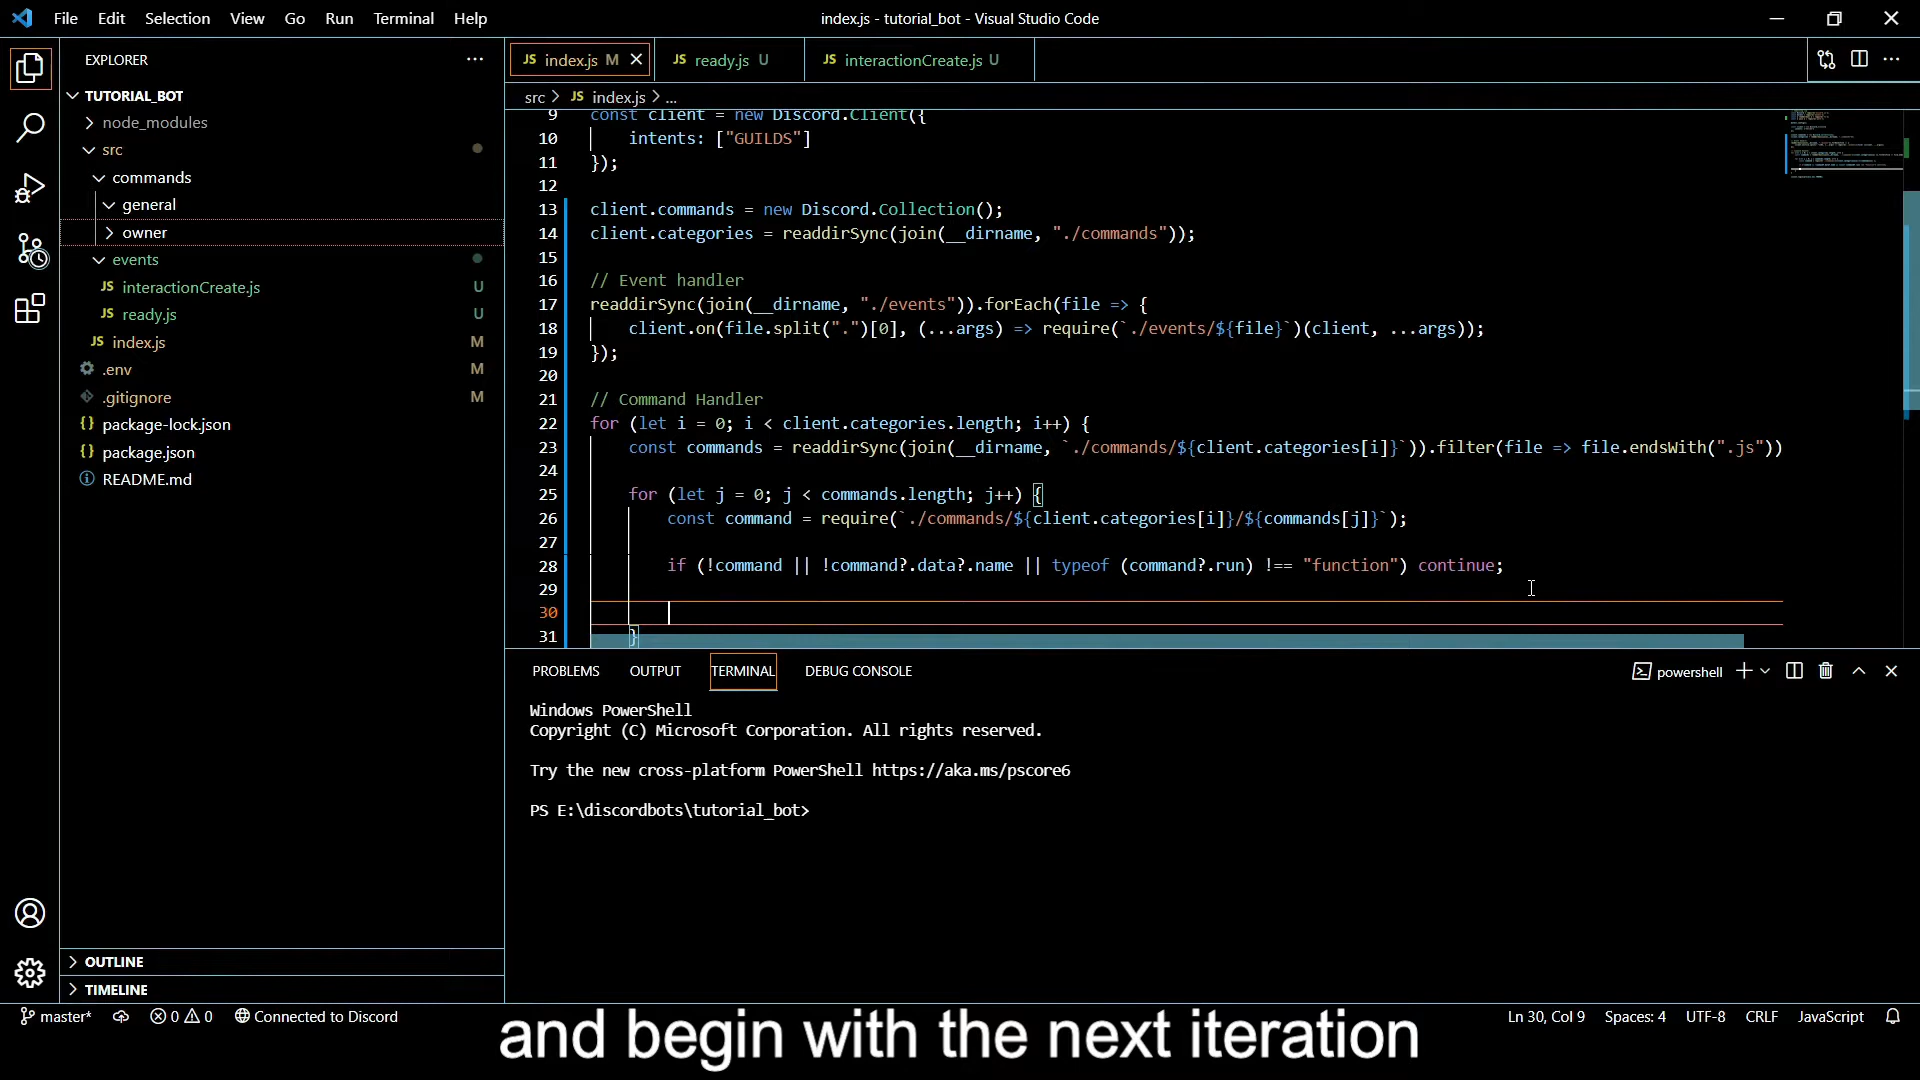 File Edit Selection View Go Run Terminal Help
index.js - tutorial_bot - Visual Studio Code
EXPLORER
TUTORIAL_BOT
node_modules
src
commands
general
owner
events
JS interactionCreate.js U
JS ready.js U
JS index.js M
.env M
.gitignore M
{} package-lock.json
{} package.json
README.md
OUTLINE
TIMELINE
JS index.js M
JS ready.js U
JS interactionCreate.js U
src > JS index.js > ...
9 const client = new Discord.Client({
10 intents: ["GUILDS"]
11 });
12
13 client.commands = new Discord.Collection();
14 client.categories = readdirSync(join(__dirname, "./commands"));
15
16 // Event handler
17 readdirSync(join(__dirname, "./events")).forEach(file => {
18 client.on(file.split(".")[0], (...args) => require(`./events/${file}`)(client, ...args));
19 });
20
21 // Command Handler
22 for (let i = 0; i < client.categories.length; i++) {
23 const commands = readdirSync(join(__dirname, `./commands/${client.categories[i]}`)).filter(file => file.endsWith(".js"))
24
25 for (let j = 0; j < commands.length; j++) {
26 const command = require(`./commands/${client.categories[i]}/${commands[j]}`);
27
28 if (!command || !command?.data?.name || typeof (command?.run) !== "function") continue;
29
30
31 }
PROBLEMS OUTPUT TERMINAL DEBUG CONSOLE
powershell
Windows PowerShell
Copyright (C) Microsoft Corporation. All rights reserved.
Try the new cross-platform PowerShell https://aka.ms/pscore6
PS E:\discordbots\tutorial_bot>
master* 0 0 Connected to Discord
Ln 30, Col 9 Spaces: 4 UTF-8 CRLF JavaScript
and begin with the next iteration